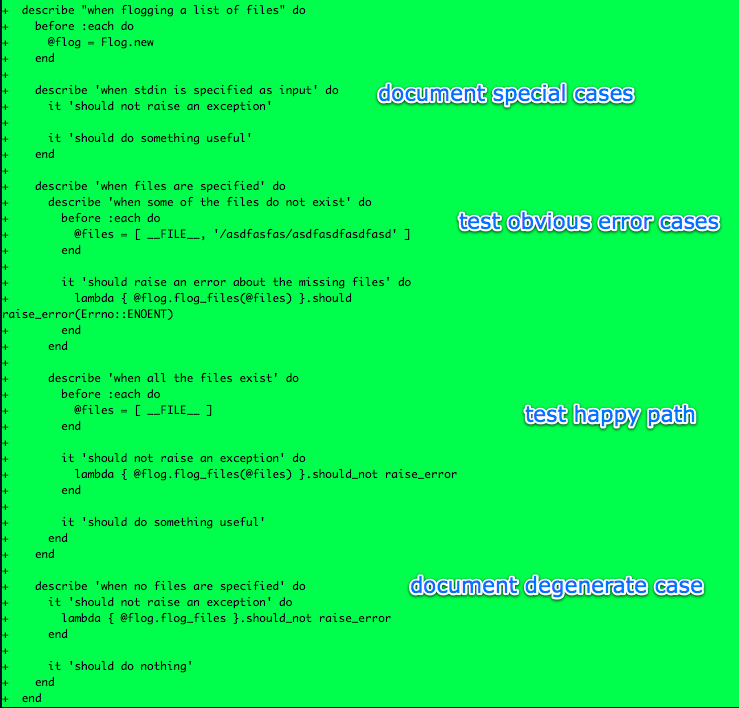 +  describe "when flogging a list of files" do
+    before :each do
+      @flog = Flog.new
+    end
+
+    describe 'when stdin is specified as input' do
document special cases
+      it 'should not raise an exception'
+
+      it 'should do something useful'
+    end
+
+    describe 'when files are specified' do
+      describe 'when some of the files do not exist' do
+        before :each do
test obvious error cases
+          @files = [ __FILE__, '/asdfasfas/asdfasdfasdfasd' ]
+        end
+
+        it 'should raise an error about the missing files' do
+          lambda { @flog.flog_files(@files) }.should
raise_error(Errno::ENOENT)
+        end
+      end
+
+      describe 'when all the files exist' do
+        before :each do
+          @files = [ __FILE__ ]
test happy path
+        end
+
+        it 'should not raise an exception' do
+          lambda { @flog.flog_files(@files) }.should_not raise_error
+        end
+
+        it 'should do something useful'
+      end
+    end
+
+    describe 'when no files are specified' do
document degenerate case
+      it 'should not raise an exception' do
+        lambda { @flog.flog_files }.should_not raise_error
+      end
+
+      it 'should do nothing'
+    end
+  end